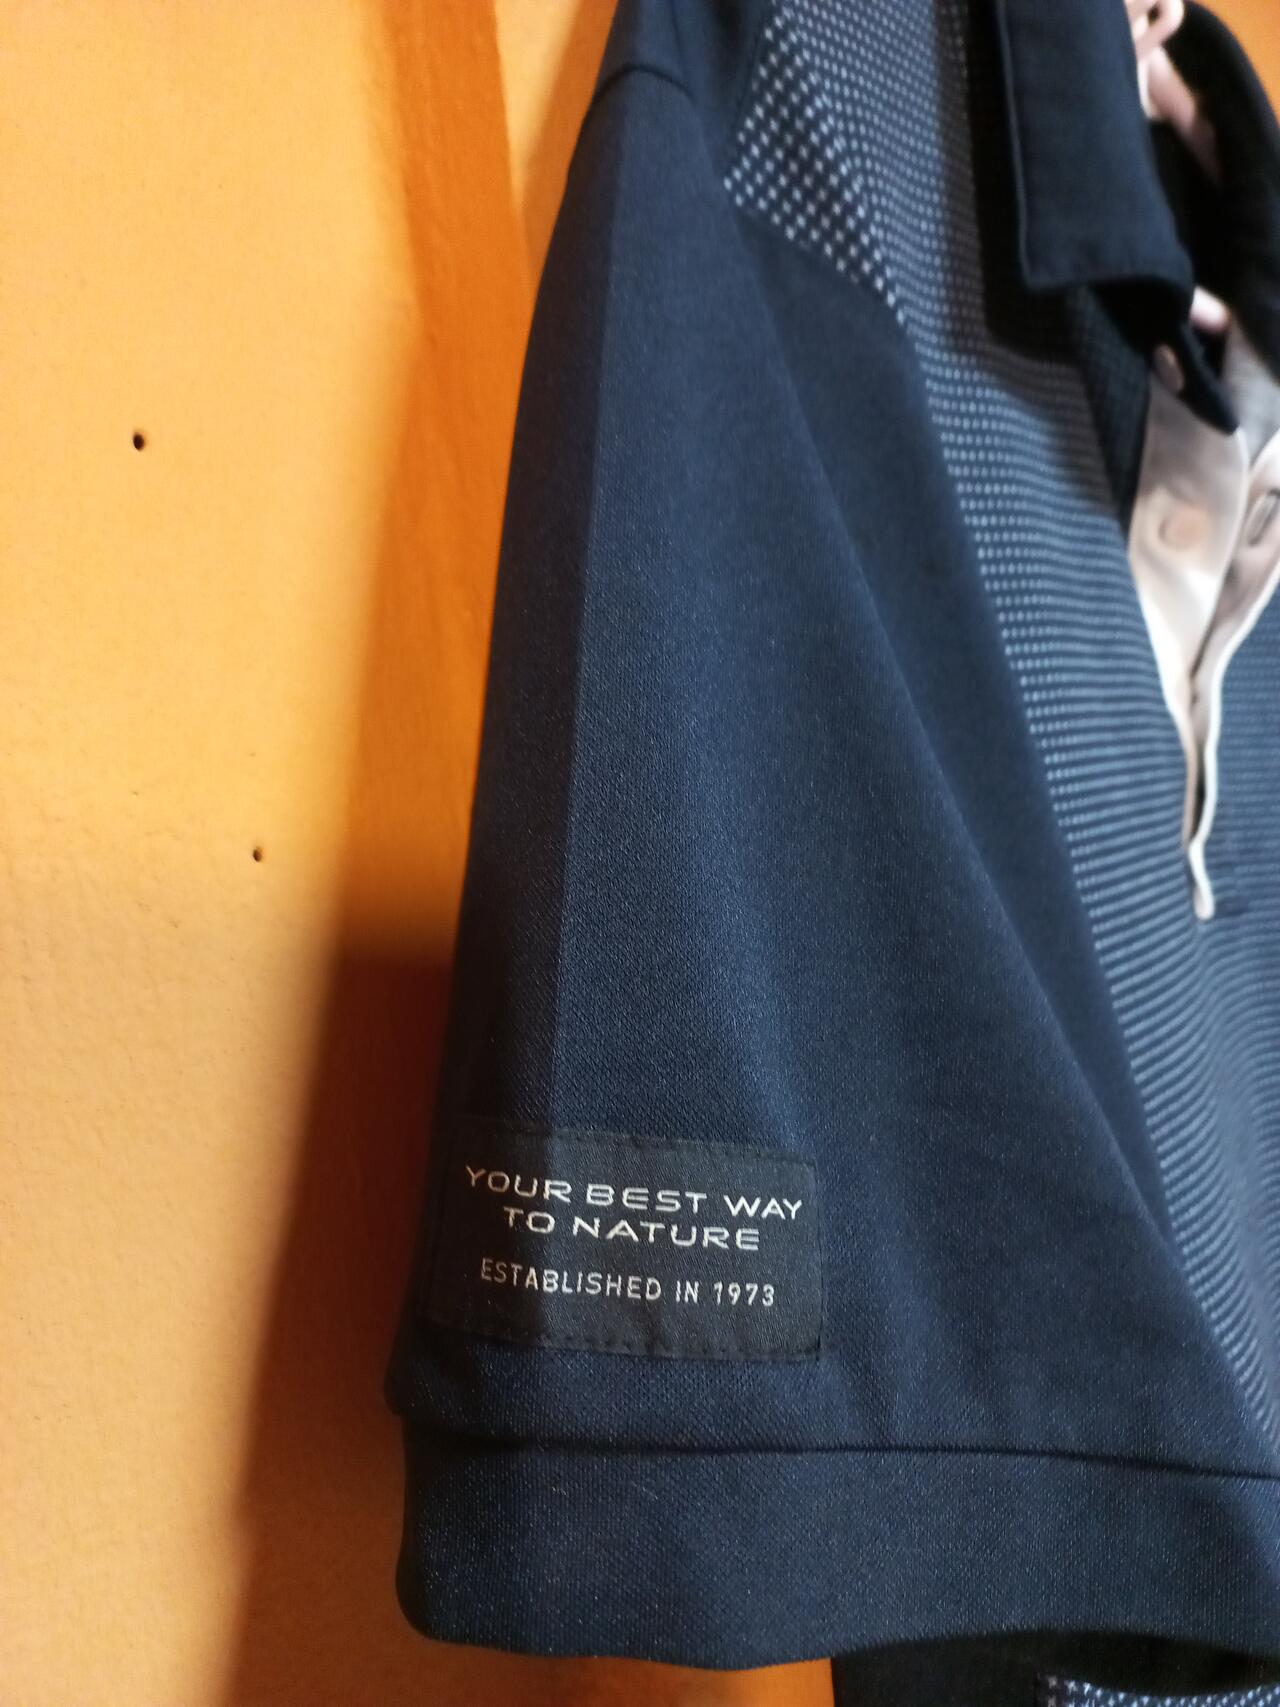 YOUR BEST WAY
TO NATURE
ESTABLISHED IN 1973